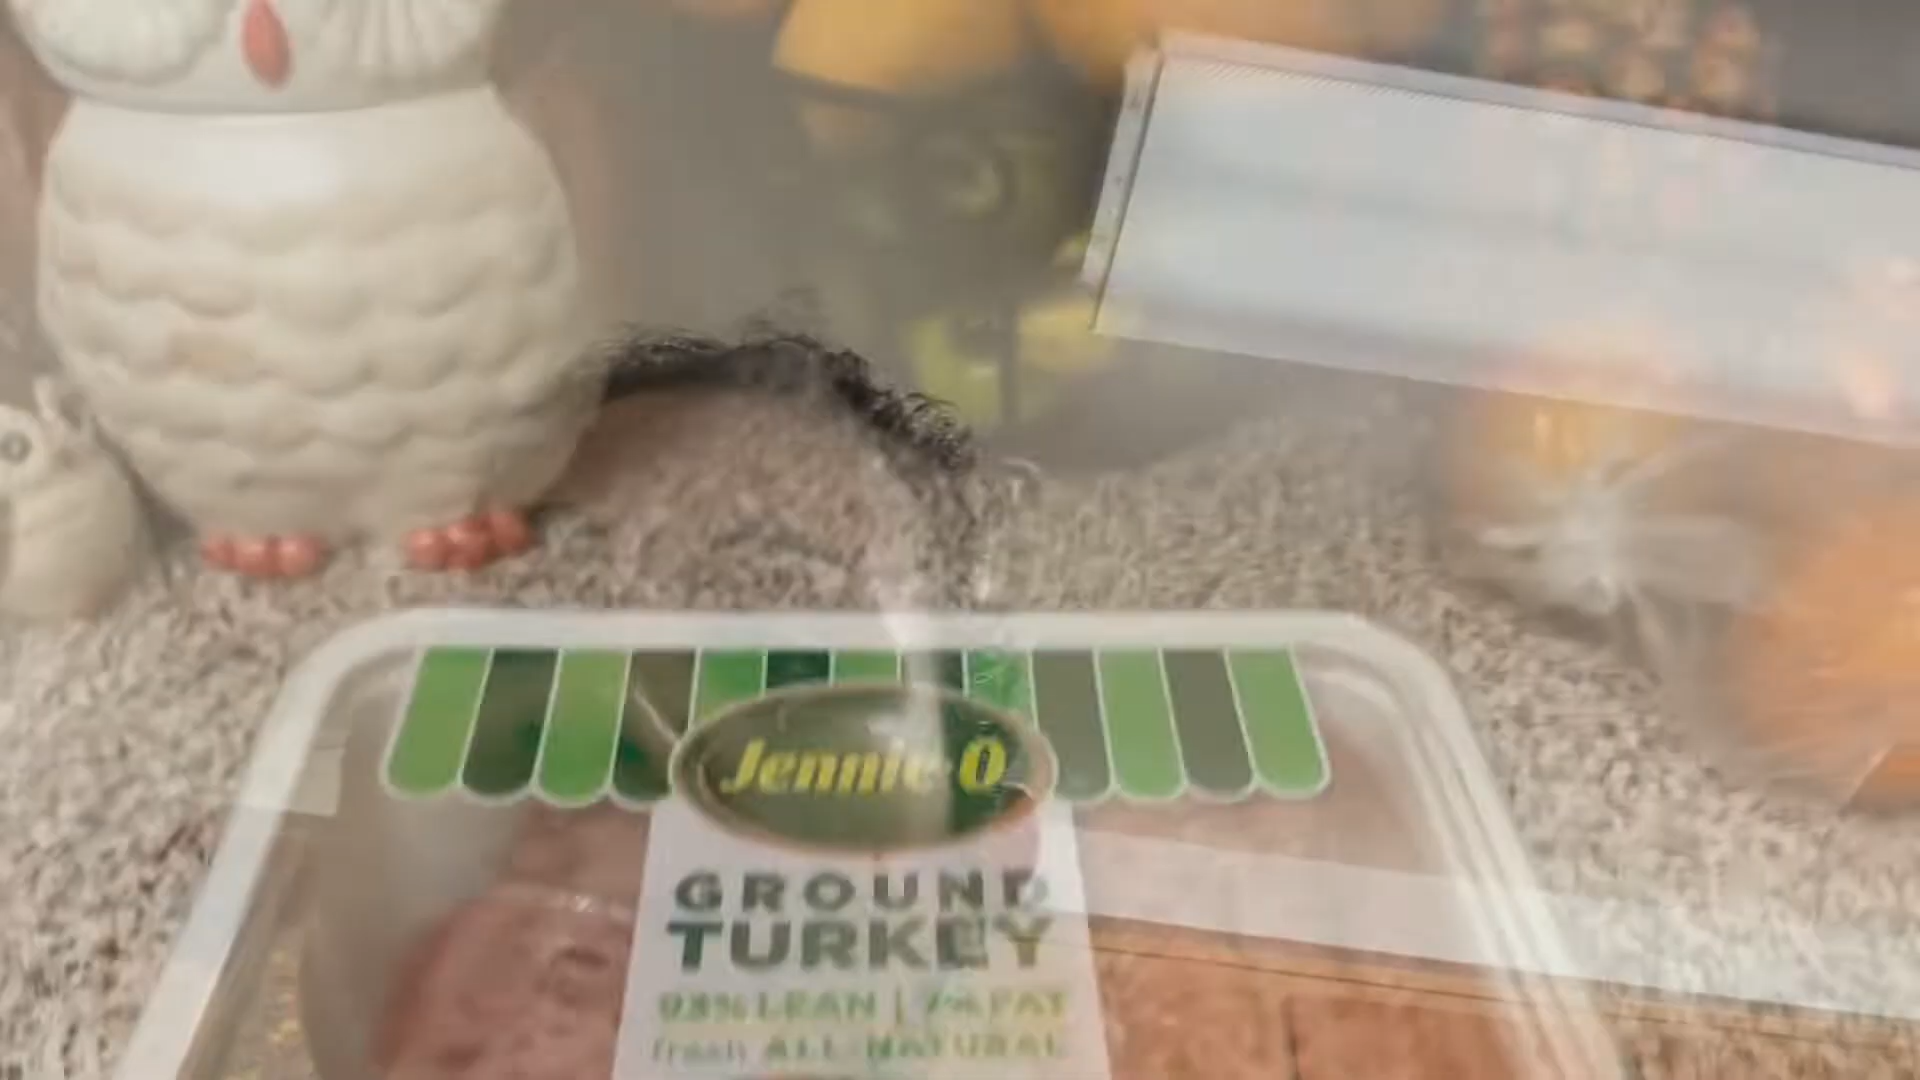 Jennie-O
GROUND
TURKEY
93% LEAN | 7% FAT
fresh ALL NATURAL